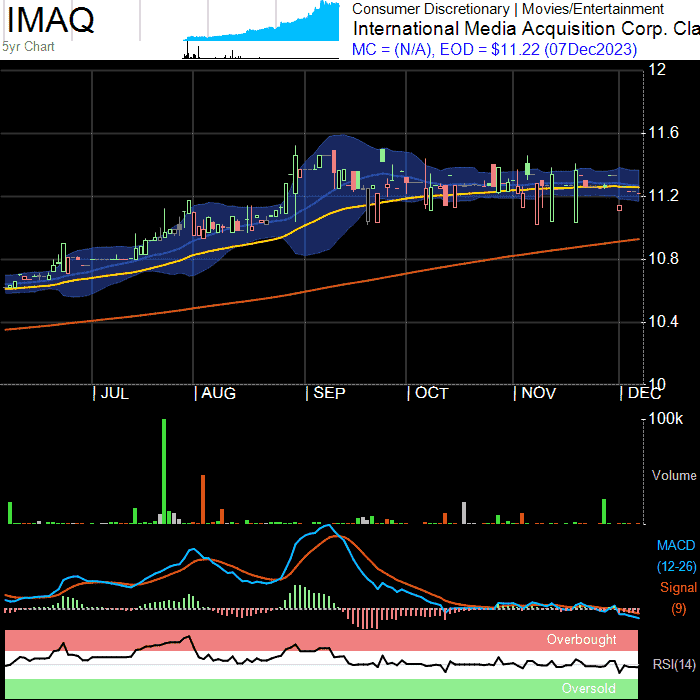 IMAQ
5yr Chart
Consumer Discretionary | Movies/Entertainment
International Media Acquisition Corp. Cla
MC = (N/A), EOD = $11.22 (07Dec2023)
12
11.6
11.2
10.8
10.4
10
| JUL | AUG | SEP | OCT | NOV | DEC
100k
Volume
MACD
(12-26)
Signal
(9)
Overbought
RSI(14)
Oversold